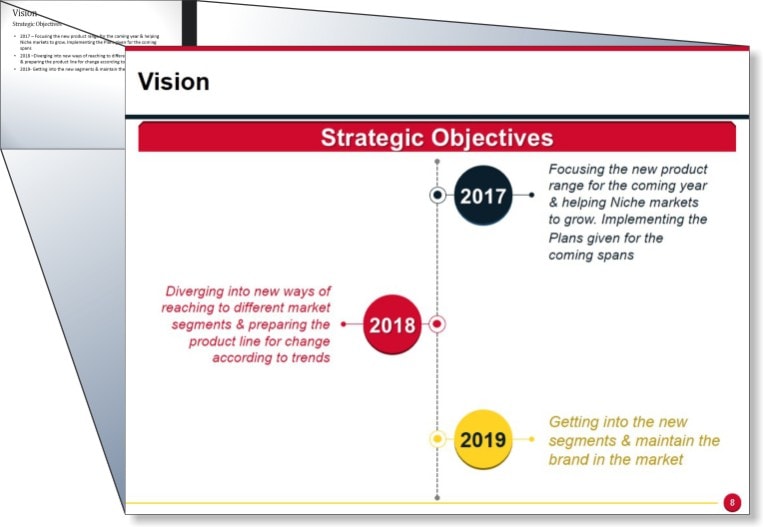 Vision
Strategic Objectives
• 2017 – Focusing the new product range for the coming year & helping
Niche markets to grow. Implementing the Plans given for the coming
spans
• 2018 –Diverging into new ways of reaching to
& preparing the product line for change according to
• 2019- Getting into the new segments & maintain the
Vision
Strategic Objectives
2017
Focusing the new product
range for the coming year
& helping Niche markets
to grow. Implementing the
Plans given for the
coming spans
Diverging into new ways of
reaching to different market
segments & preparing the
product line for change
according to trends
2018
2019
Getting into the new
segments & maintain the
brand in the market
8